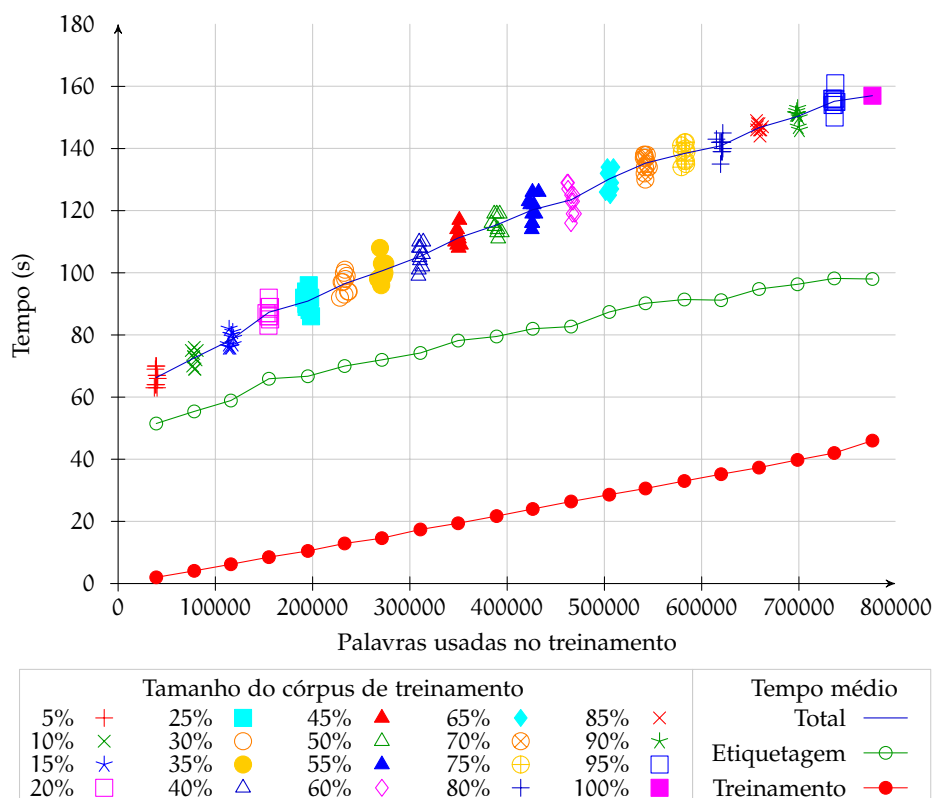 180
160
140
120
100
80
60
40
20
0
Tempo (s)
0 100000 200000 300000 400000 500000 600000 700000 800000
Palavras usadas no treinamento
Tamanho do córpus de treinamento
5% 25% 45% 65% 85%
10% 30% 50% 70% 90%
15% 35% 55% 75% 95%
20% 40% 60% 80% 100%
Tempo médio
Total
Etiquetagem
Treinamento